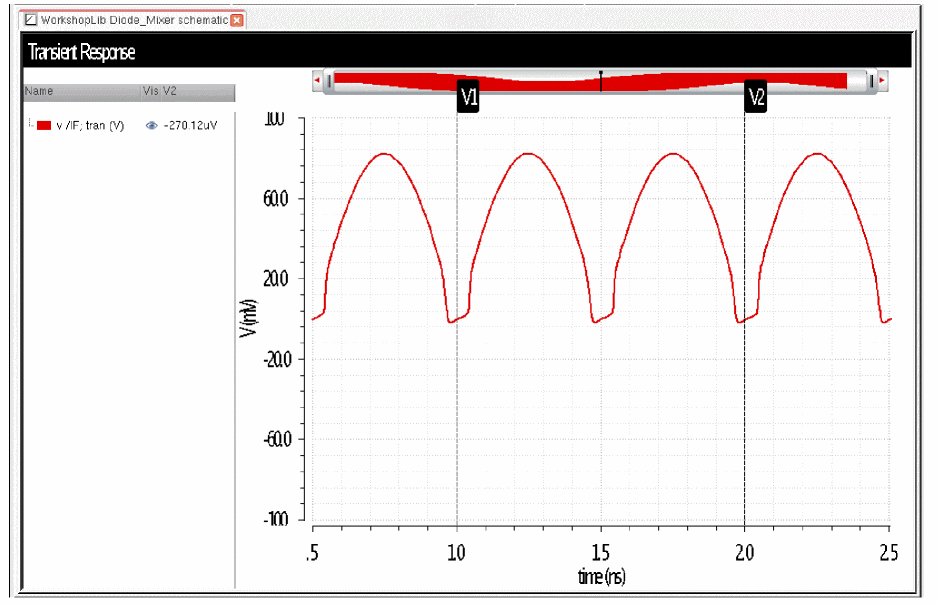 WorkshopLib Diode_Mixer schematic
Transient Response
Name Vis V2
v /IF; tran (V) -270.12uV
V1
V2
100
60.0
20.0
-20.0
-60.0
-100
V (mV)
.5 10 15 20 25
time (ns)